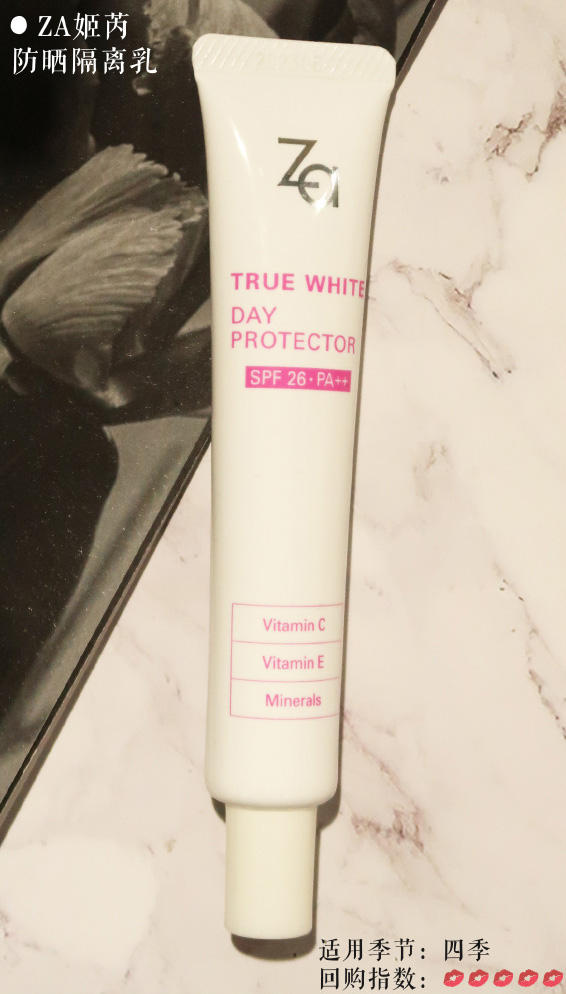 ● ZA姬芮
防晒隔离乳
Za
TRUE WHITE
DAY
PROTECTOR
SPF 26·PA++
Vitamin C
Vitamin E
Minerals
适用季节：四季
回购指数：💋💋💋💋💋